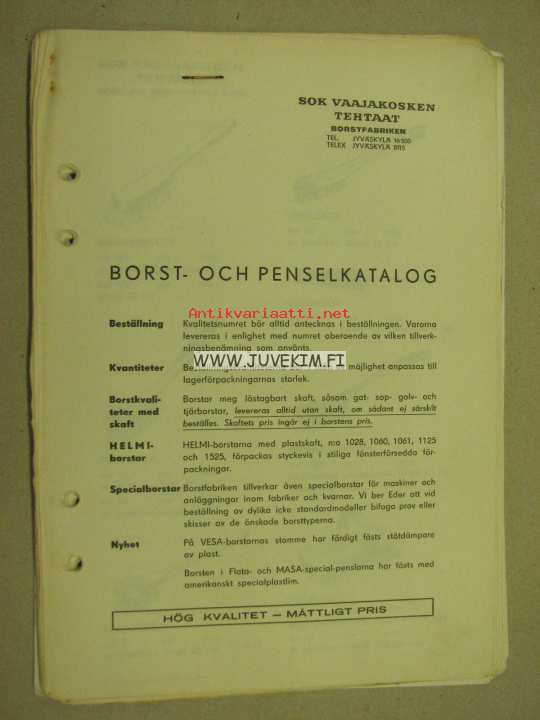 SOK VAAJAKOSKEN
TEHTAAT
BORSTFABRIKEN
TEL. JYVÄSKYLÄ 16300
TELEX JYVÄSKYLÄ 8115
BORST- OCH PENSELKATALOG
Antikvariaatti.net
Beställning Kvalitetsnumret bör alltid antecknas i beställningen. Varorna
levereras i enlighet med numret oberoende av vilken tillverk-
ningsbenämning som använts.
WWW.JUVEKIM.FI
Kvantiteter möjlighet anpassas till
lagerförpackningarnas storlek.
Borstkvali- Borstar meg löstagbart skaft, såsom gat- sop- golv- och
teter med tjärborstar, levereras alltid utan skaft, om sådant ej särskilt
skaft beställes. Skaftets pris ingår ej i borstens pris.
HELMI- HELMI-borstarna med plastskaft, n:a 1028, 1060, 1061, 1125
borstar och 1525, förpackas styckevis i stiliga fönsterförsedda för-
packningar.
Specialborstar Borstfabriken tillverkar även specialborstar för maskiner och
anläggningar inom fabriker och kvarnar. Vi ber Eder att vid
beställning av dylika icke standardmodeller bifoga prov eller
skisser av de önskade borsttyperna.
Nyhet På VESA-borstarnas stomme har färdigt fästs stötdämpare
av plast.
Borsten i Flata- och MASA-special-penslarna har fästs med
amerikanskt specialplastlim.
HÖG KVALITET — MÅTTLIGT PRIS